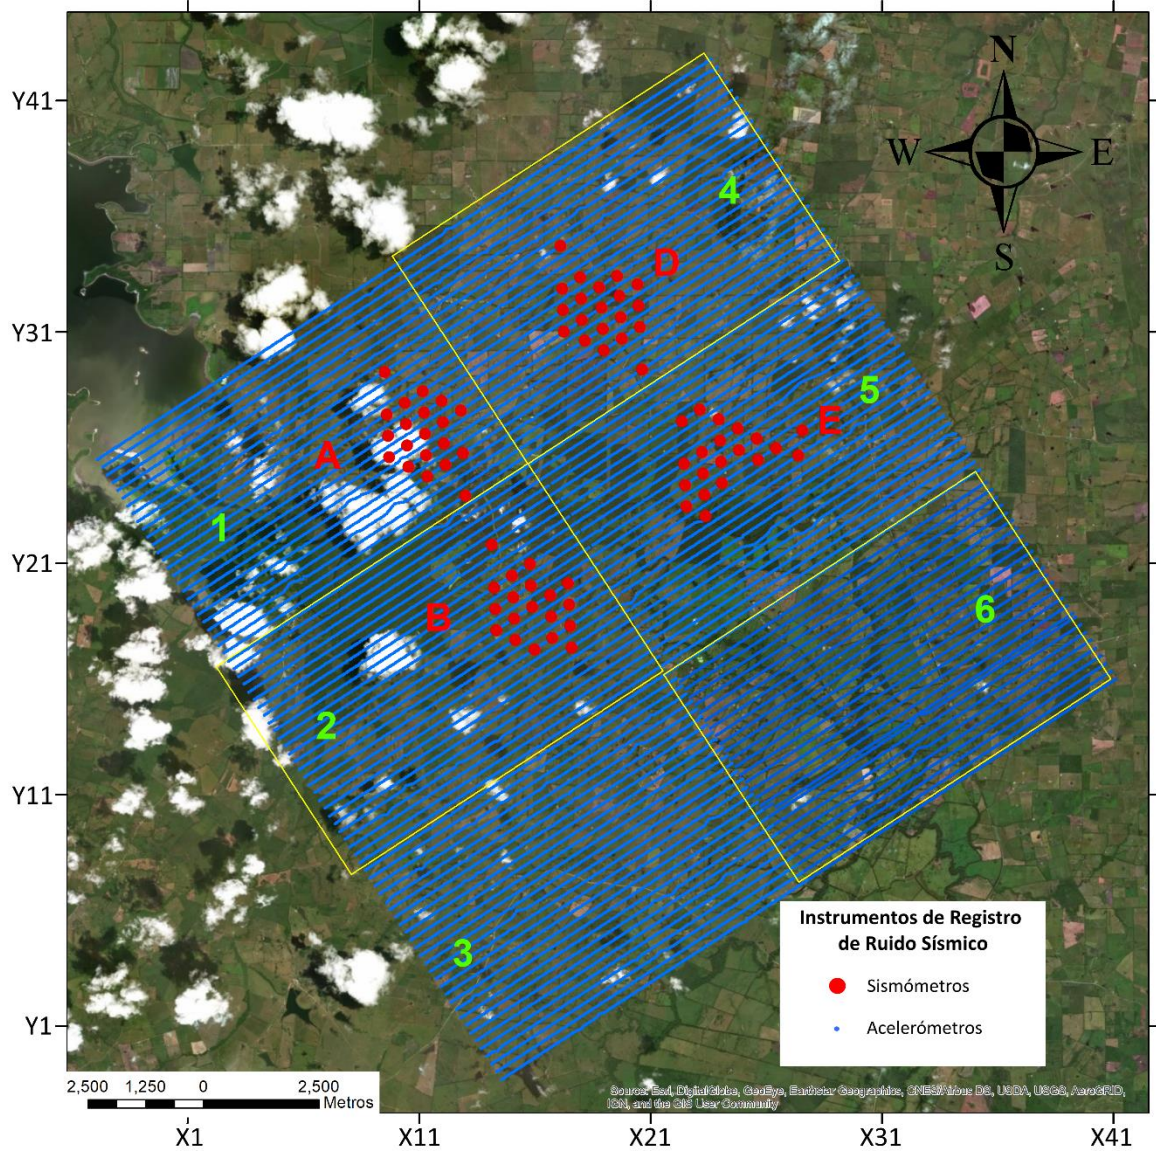 N
W
E
S
Y41
Y31
Y21
Y11
Y1
4
D
5
E
A
1
B
6
2
3
Instrumentos de Registro
de Ruido Sísmico
Sismómetros
Acelerómetros
2,500 1,250 0 2,500
Metros
Source: Esri, DigitalGlobe, GeoEye, Earthstar Geographics, CNES/Airbus DS, USDA, USGS, AeroGRID,
IGN, and the GIS User Community
X1 X11 X21 X31 X41